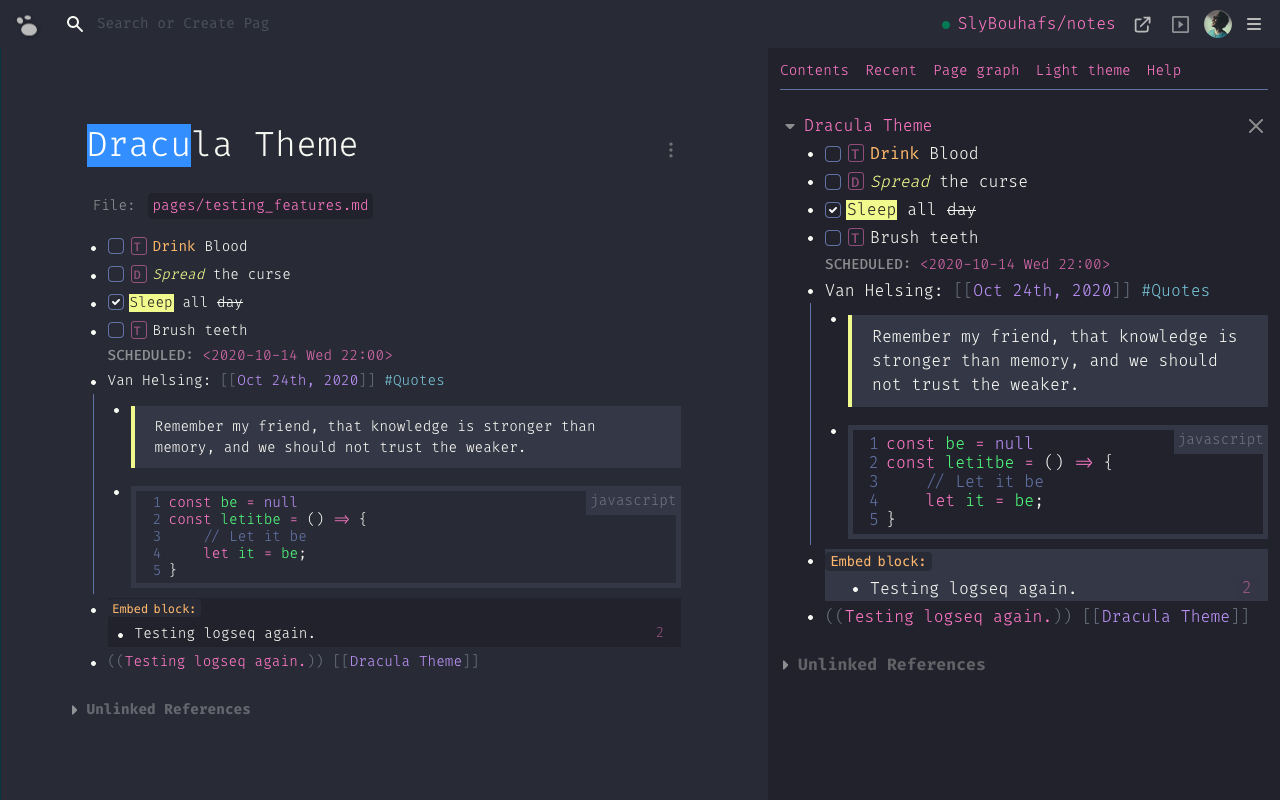 Search or Create Pag
SlyBouhafs/notes
Dracula Theme
File: pages/testing_features.md
T Drink Blood
D Spread the curse
Sleep all day
T Brush teeth
SCHEDULED: <2020-10-14 Wed 22:00>
Van Helsing: [[Oct 24th, 2020]] #Quotes
Remember my friend, that knowledge is stronger than
memory, and we should not trust the weaker.
javascript
1 const be = null
2 const letitbe = () => {
3     // Let it be
4     let it = be;
5 }
Embed block:
Testing logseq again. 2
((Testing logseq again.)) [[Dracula Theme]]
Unlinked References
Contents Recent Page graph Light theme Help
Dracula Theme
T Drink Blood
D Spread the curse
Sleep all day
T Brush teeth
SCHEDULED: <2020-10-14 Wed 22:00>
Van Helsing: [[Oct 24th, 2020]] #Quotes
Remember my friend, that knowledge is
stronger than memory, and we should
not trust the weaker.
javascript
1 const be = null
2 const letitbe = () => {
3     // Let it be
4     let it = be;
5 }
Embed block:
Testing logseq again. 2
((Testing logseq again.)) [[Dracula Theme]]
Unlinked References